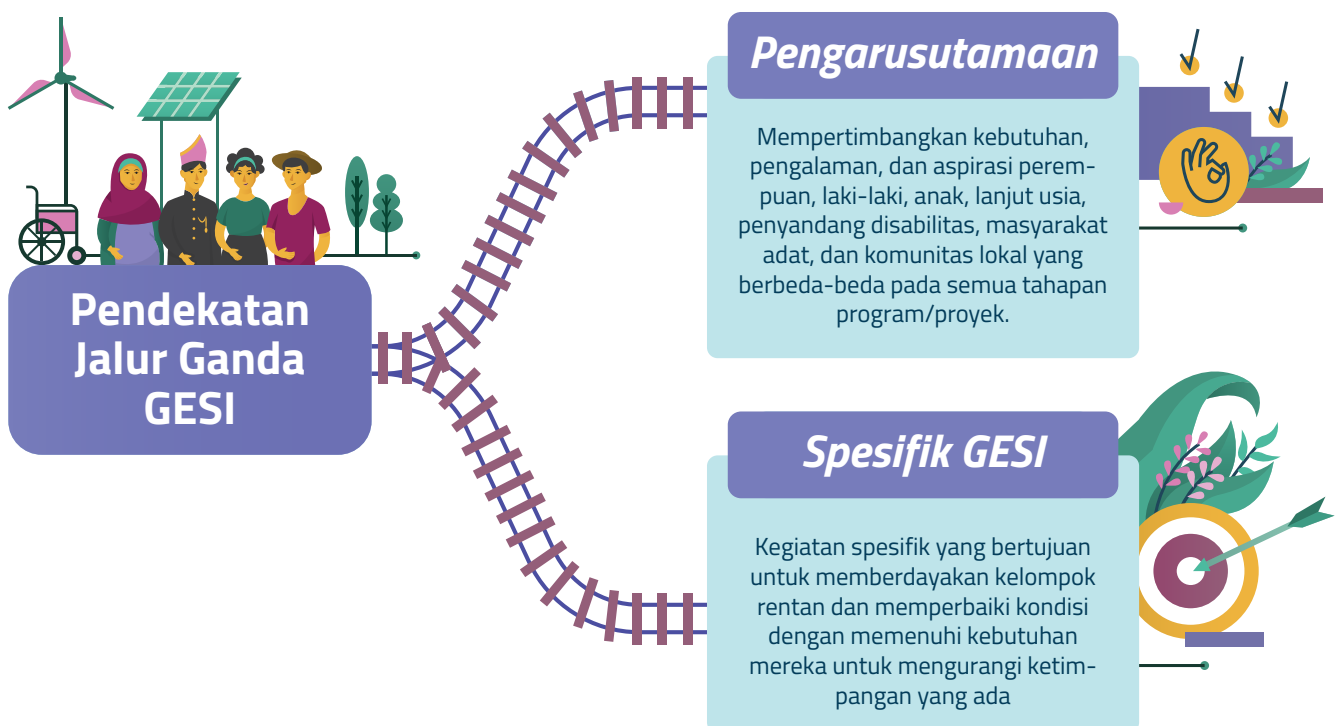 Pendekatan
Jalur Ganda
GESI
Pengarusutamaan
Mempertimbangkan kebutuhan,
pengalaman, dan aspirasi perem-
puan, laki-laki, anak, lanjut usia,
penyandang disabilitas, masyarakat
adat, dan komunitas lokal yang
berbeda-beda pada semua tahapan
program/proyek.
Spesifik GESI
Kegiatan spesifik yang bertujuan
untuk memberdayakan kelompok
rentan dan memperbaiki kondisi
dengan memenuhi kebutuhan
mereka untuk mengurangi ketim-
pangan yang ada